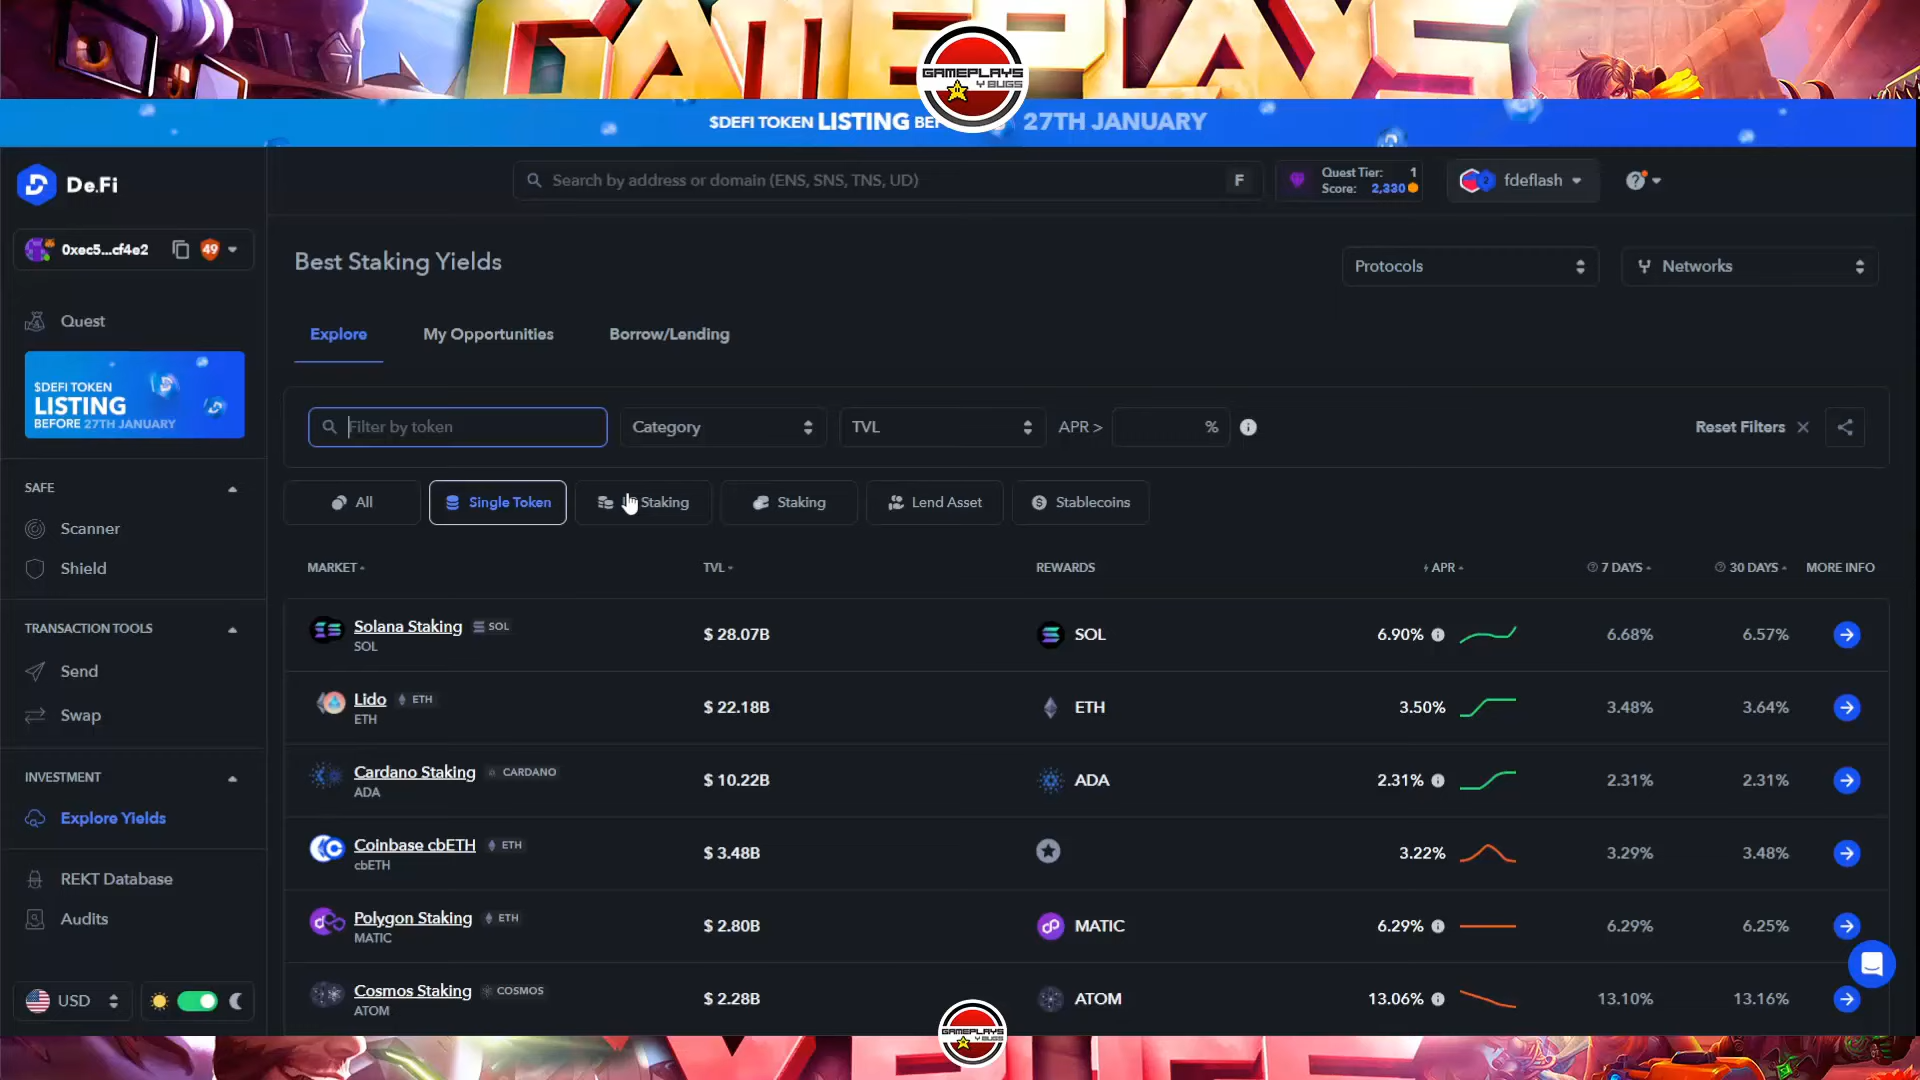 GAMEPLAYS
GAMEPLAYS
Y BUGS
$DEFI TOKEN LISTING 27TH JANUARY
De.Fi
Search by address or domain (ENS, SNS, TNS, UD)
F
Quest Tier: 1
Score: 2,330
fdeflash
0xec5...cf4e2
49
Best Staking Yields
Protocols
Networks
Quest
Explore
My Opportunities
Borrow/Lending
$DEFI TOKEN
LISTING
BEFORE 27TH JANUARY
Filter by token
Category
TVL
APR >
%
Reset Filters
SAFE
Scanner
Shield
All
Single Token
Staking
Staking
Lend Asset
Stablecoins
MARKET
TVL
REWARDS
APR
7 DAYS
30 DAYS
MORE INFO
Solana Staking SOL
SOL
$ 28.07B
SOL
6.90%
6.68%
6.57%
Lido ETH
ETH
$ 22.18B
ETH
3.50%
3.48%
3.64%
Cardano Staking CARDANO
ADA
$ 10.22B
ADA
2.31%
2.31%
2.31%
Coinbase cbETH ETH
cbETH
$ 3.48B
3.22%
3.29%
3.48%
Polygon Staking ETH
MATIC
$ 2.80B
MATIC
6.29%
6.29%
6.25%
Cosmos Staking COSMOS
ATOM
$ 2.28B
ATOM
13.06%
13.10%
13.16%
TRANSACTION TOOLS
Send
Swap
INVESTMENT
Explore Yields
REKT Database
Audits
USD
GAMEPLAYS
Y BUGS